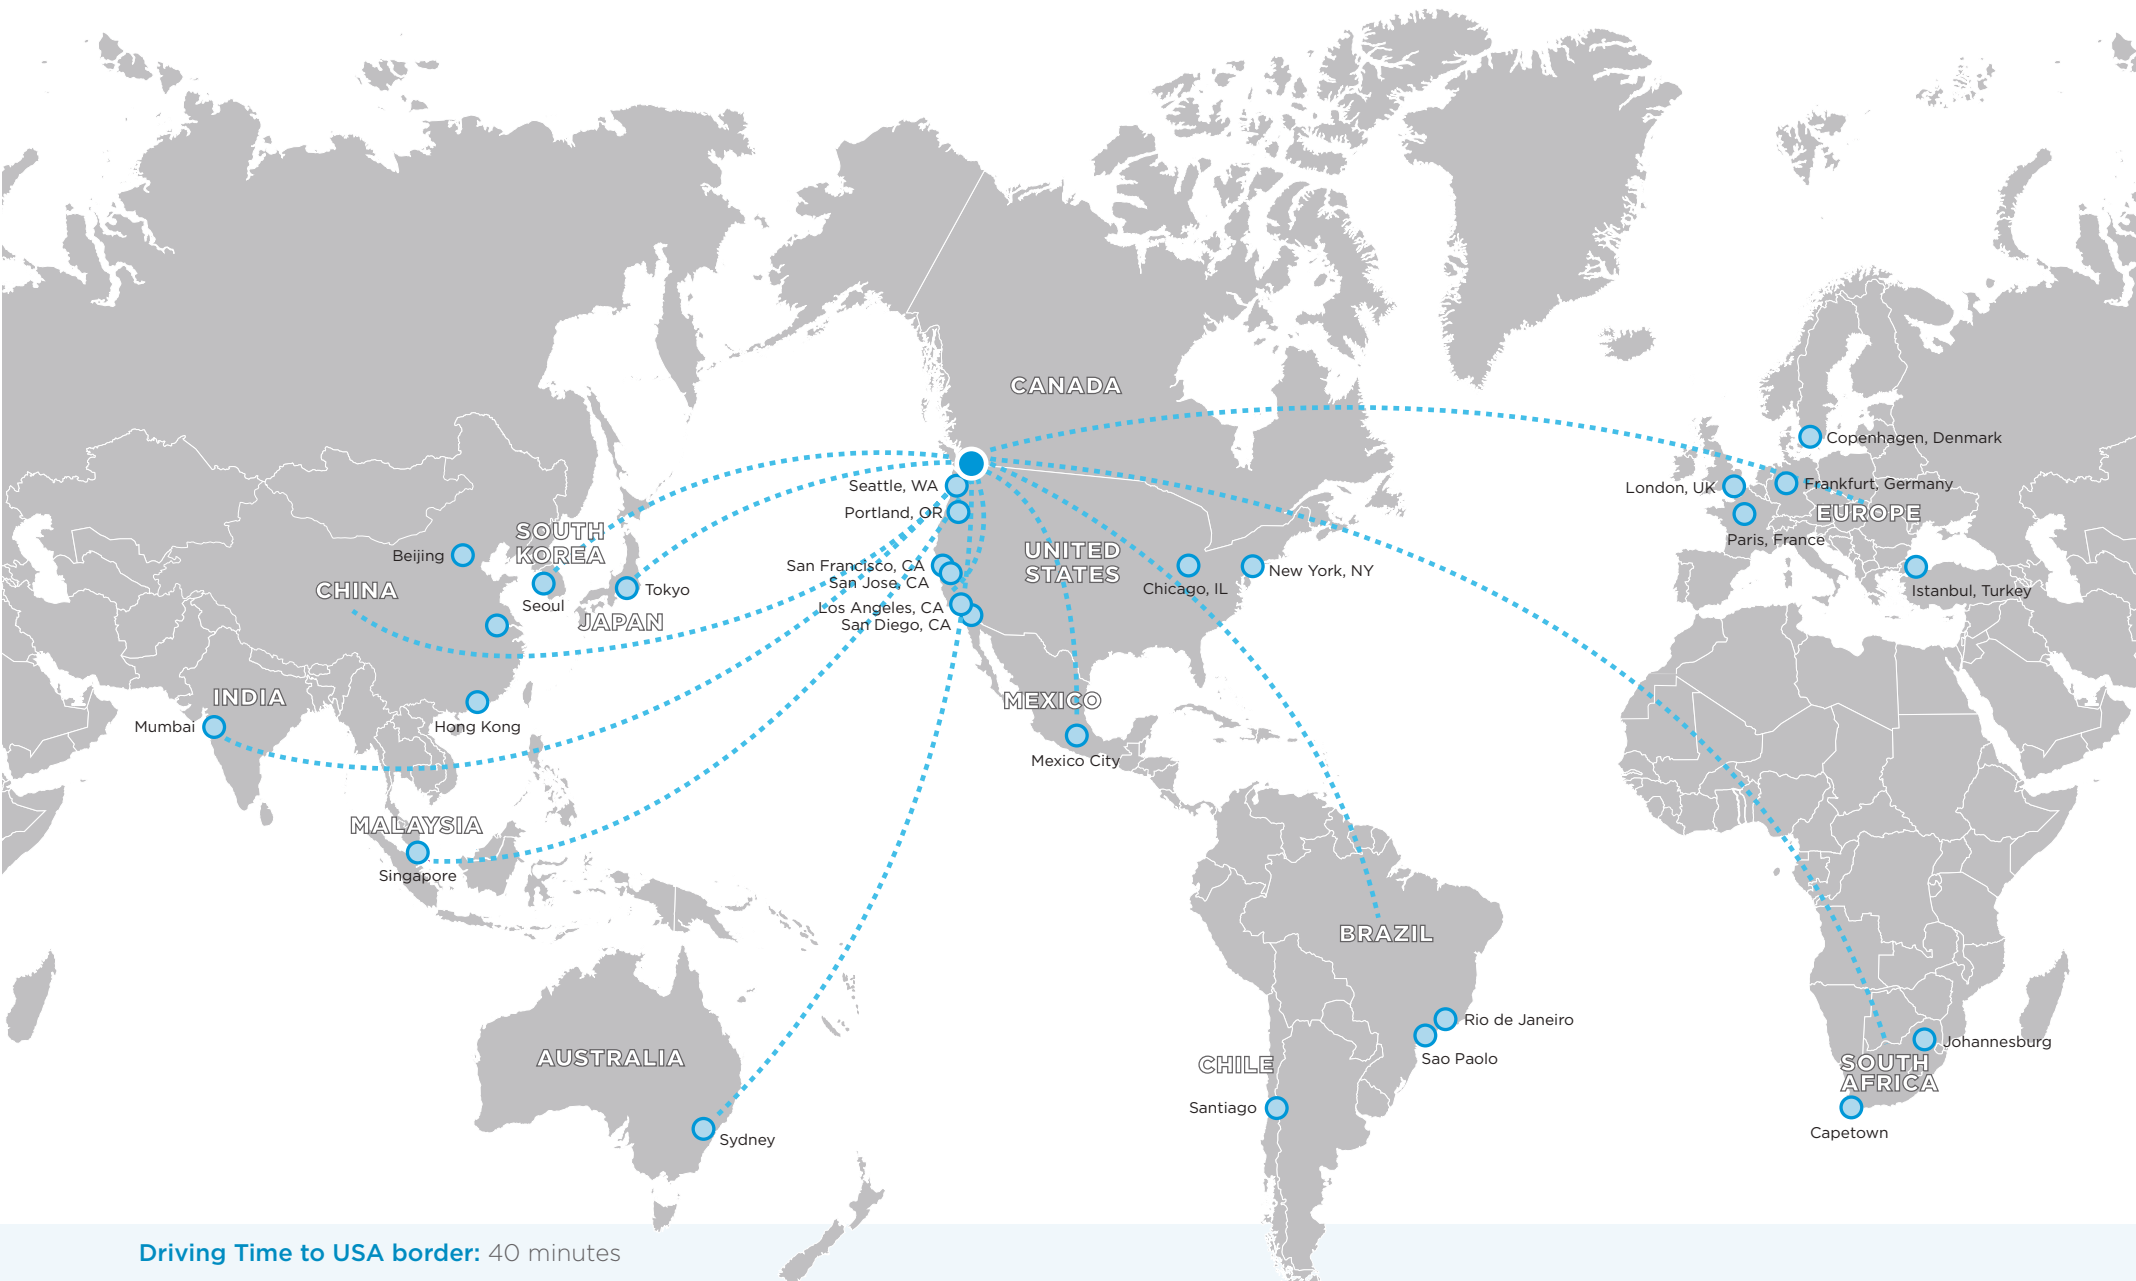 CANADA
Copenhagen, Denmark
Seattle, WA
London, UK
Frankfurt, Germany
Portland, OR
EUROPE
SOUTH
KOREA
Paris, France
Beijing
UNITED
STATES
San Francisco, CA
San Jose, CA
New York, NY
Chicago, IL
CHINA
Seoul
Tokyo
JAPAN
Istanbul, Turkey
Los Angeles, CA
San Diego, CA
INDIA
MEXICO
Mumbai
Hong Kong
Mexico City
MALAYSIA
Singapore
BRAZIL
Rio de Janeiro
Sao Paolo
Johannesburg
AUSTRALIA
CHILE
SOUTH
AFRICA
Santiago
Sydney
Capetown
Driving Time to USA border: 40 minutes